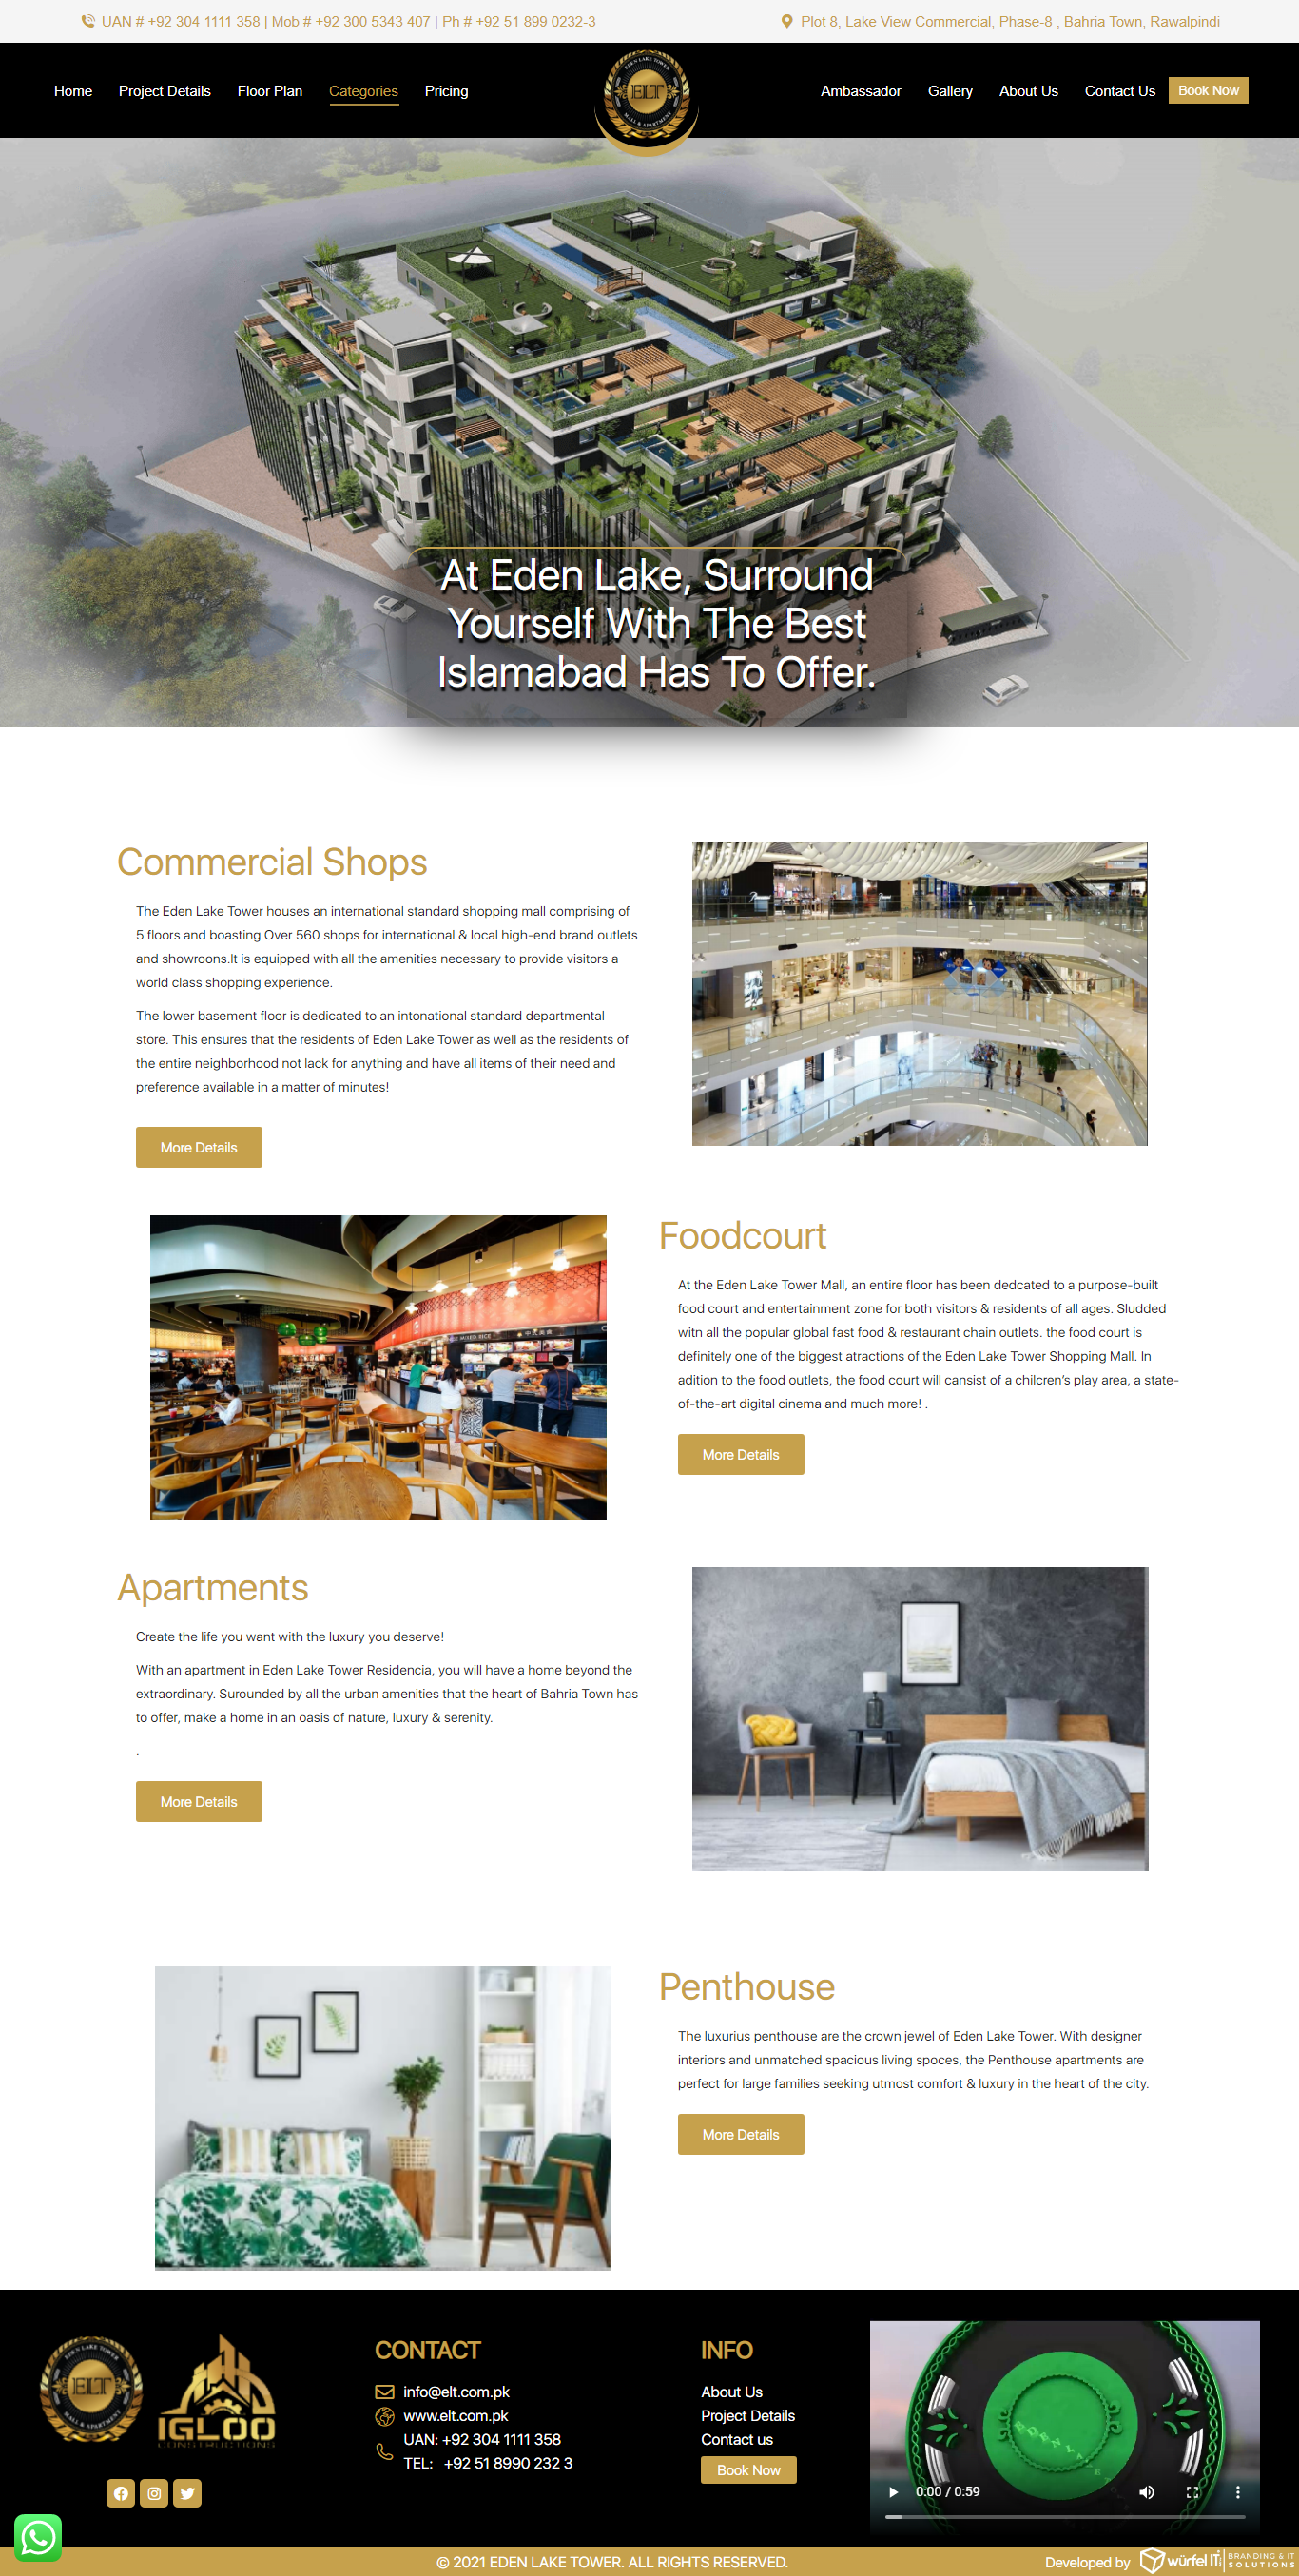 UAN # +92 304 1111 358 | Mob # +92 300 5343 407 | Ph # +92 51 899 0232-3
Plot 8, Lake View Commercial, Phase-8 , Bahria Town, Rawalpindi
Home
Project Details
Floor Plan
Categories
Pricing
EDEN LAKE TOWER
ELT
MALL & APARTMENT
Ambassador
Gallery
About Us
Contact Us
Book Now
At Eden Lake, Surround
Yourself With The Best
Islamabad Has To Offer.
Commercial Shops
The Eden Lake Tower houses an international standard shopping mall comprising of
5 floors and boasting Over 560 shops for international & local high-end brand outlets
and showroons.It is equipped with all the amenities necessary to provide visitors a
world class shopping experience.
The lower basement floor is dedicated to an intonational standard departmental
store. This ensures that the residents of Eden Lake Tower as well as the residents of
the entire neighborhood not lack for anything and have all items of their need and
preference available in a matter of minutes!
More Details
Foodcourt
At the Eden Lake Tower Mall, an entire floor has been dedcated to a purpose-built
food court and entertainment zone for both visitors & residents of all ages. Sludded
witn all the popular global fast food & restaurant chain outlets. the food court is
definitely one of the biggest atractions of the Eden Lake Tower Shopping Mall. In
adition to the food outlets, the food court will cansist of a chilcren's play area, a state-
of-the-art digital cinema and much more! .
More Details
MIXED RICE
Apartments
Create the life you want with the luxury you deserve!
With an apartment in Eden Lake Tower Residencia, you will have a home beyond the
extraordinary. Surounded by all the urban amenities that the heart of Bahria Town has
to offer, make a home in an oasis of nature, luxury & serenity.
.
More Details
Penthouse
The luxurius penthouse are the crown jewel of Eden Lake Tower. With designer
interiors and unmatched spacious living spoces, the Penthouse apartments are
perfect for large families seeking utmost comfort & luxury in the heart of the city.
More Details
EDEN LAKE TOWER
ELT
MALL & APARTMENT
IGLOO
CONSTRUCTIONS
CONTACT
info@elt.com.pk
www.elt.com.pk
UAN: +92 304 1111 358
TEL: +92 51 8990 232 3
INFO
About Us
Project Details
Contact us
Book Now
0:00 / 0:59
© 2021 EDEN LAKE TOWER. ALL RIGHTS RESERVED.
Developed by
würfel IT
BRANDING & IT
SOLUTIONS